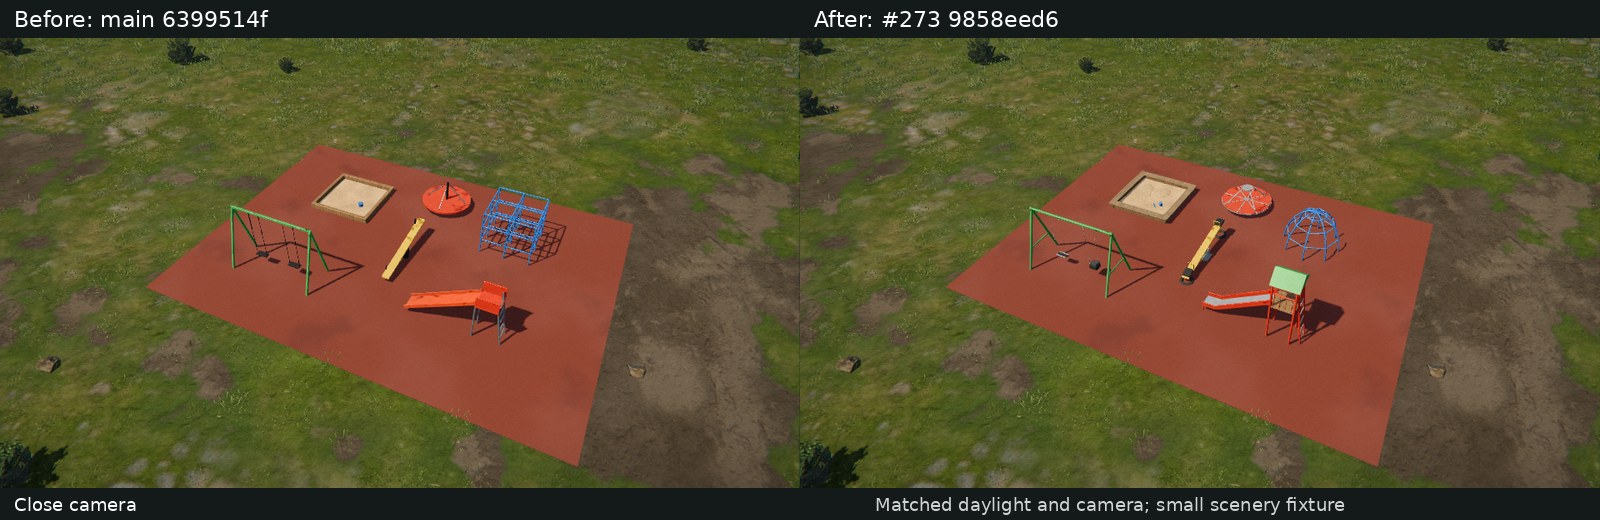 Before: main 6399514f
After: #273 9858eed6
Close camera
Matched daylight and camera; small scenery fixture